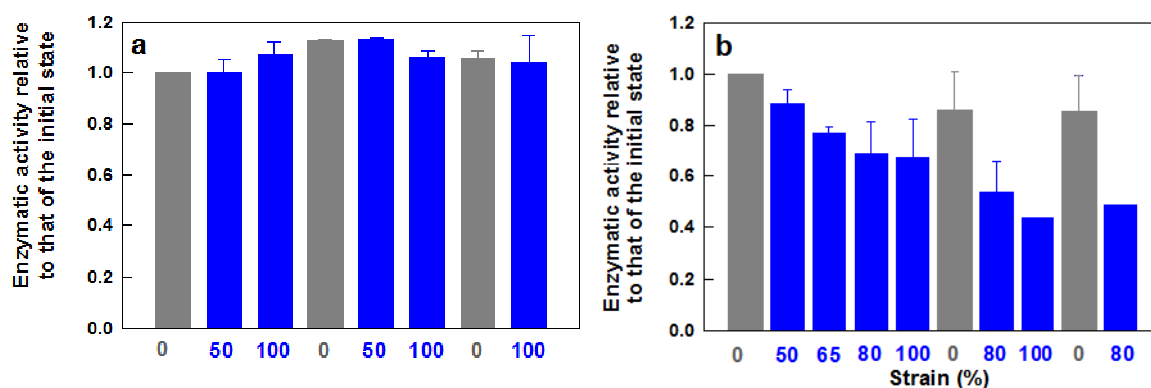 Enzymatic activity relative
to that of the initial state
a
1.2
1.0
0.8
0.6
0.4
0.2
0.0
0 50 100 0 50 100 0 100
Enzymatic activity relative
to that of the initial state
b
1.2
1.0
0.8
0.6
0.4
0.2
0.0
0 50 65 80 100 0 80 100 0 80
Strain (%)